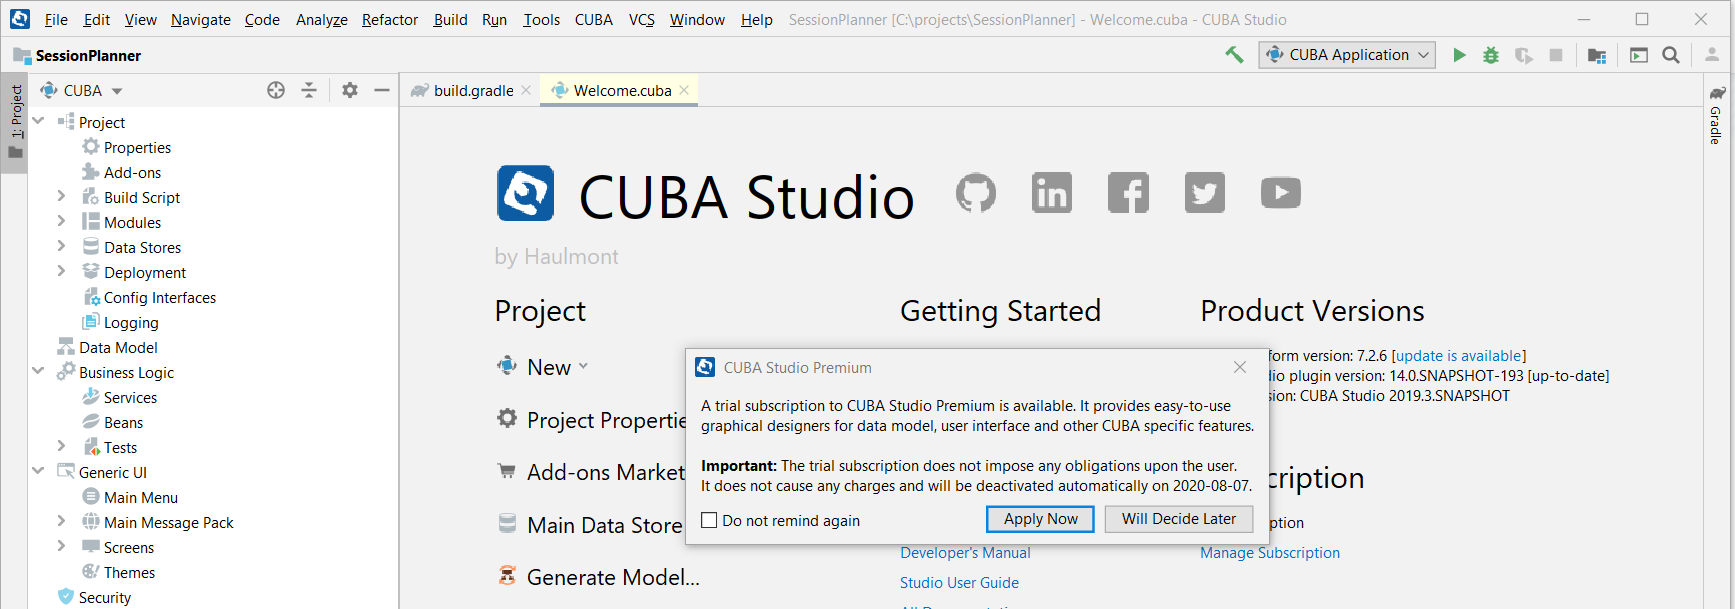 File Edit View Navigate Code Analyze Refactor Build Run Tools CUBA VCS Window Help SessionPlanner [C:\projects\SessionPlanner] - Welcome.cuba - CUBA Studio
SessionPlanner
CUBA Application
1: Project
CUBA
build.gradle
Welcome.cuba
Gradle
Project
Properties
Add-ons
Build Script
Modules
Data Stores
Deployment
Config Interfaces
Logging
Data Model
Business Logic
Services
Beans
Tests
Generic UI
Main Menu
Main Message Pack
Screens
Themes
Security
CUBA Studio
by Haulmont
Project
New
Project Propertie
Add-ons Market
Main Data Store
Generate Model...
Getting Started
Developer's Manual
Studio User Guide
Product Versions
form version: 7.2.6 [update is available]
dio plugin version: 14.0.SNAPSHOT-193 [up-to-date]
sion: CUBA Studio 2019.3.SNAPSHOT
cription
ption
Manage Subscription
CUBA Studio Premium
A trial subscription to CUBA Studio Premium is available. It provides easy-to-use
graphical designers for data model, user interface and other CUBA specific features.
Important: The trial subscription does not impose any obligations upon the user.
It does not cause any charges and will be deactivated automatically on 2020-08-07.
Do not remind again
Apply Now
Will Decide Later